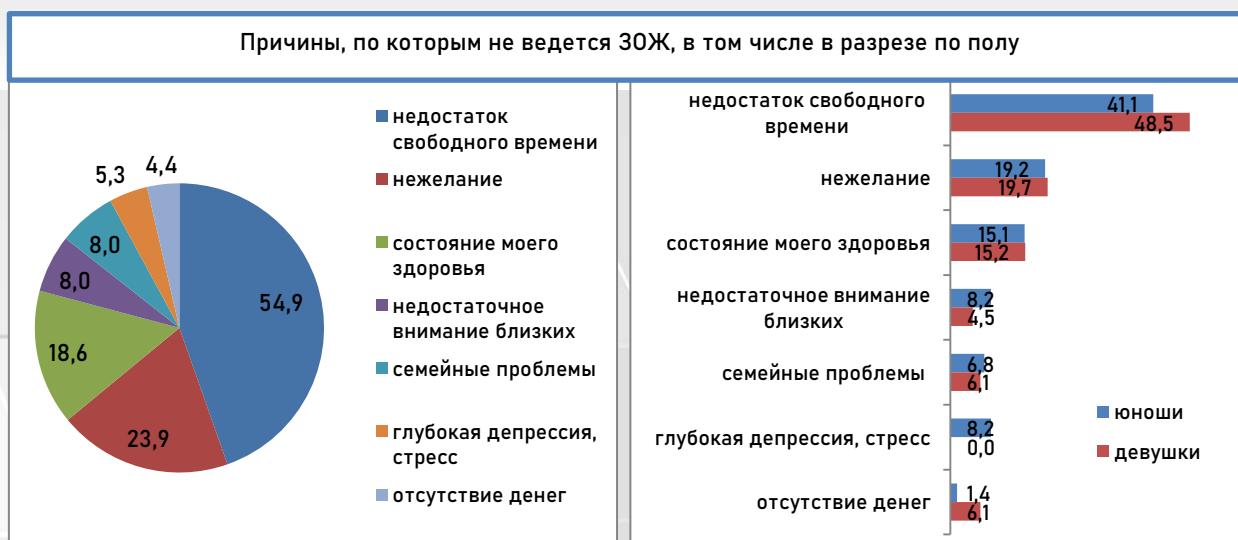 Причины, по которым не ведется ЗОЖ, в том числе в разрезе по полу
недостаток
свободного времени
нежелание
состояние моего
здоровья
недостаточное
внимание близких
семейные проблемы
глубокая депрессия,
стресс
отсутствие денег
54,9
23,9
18,6
8,0
8,0
5,3
4,4
недостаток свободного
времени
41,1
48,5
нежелание
19,2
19,7
состояние моего здоровья
15,1
15,2
недостаточное внимание
близких
8,2
4,5
семейные проблемы
6,8
6,1
глубокая депрессия, стресс
8,2
0,0
отсутствие денег
1,4
6,1
юноши
девушки